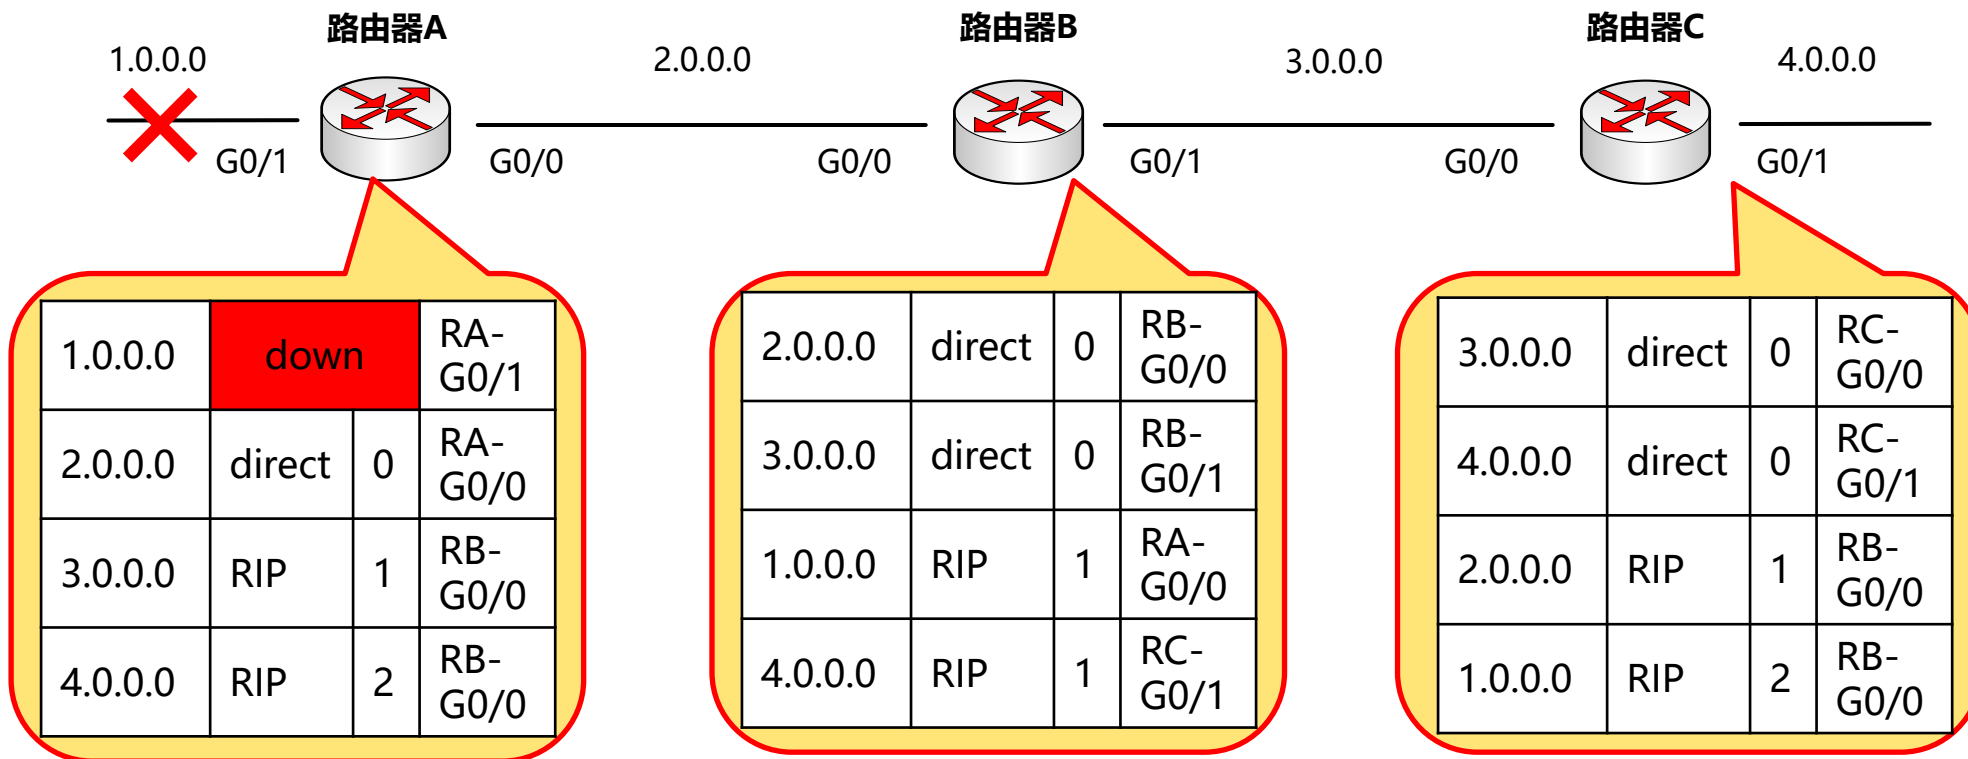 路由器A
路由器B
路由器C
1.0.0.0
2.0.0.0
3.0.0.0
4.0.0.0
G0/1
G0/0
G0/0
G0/1
G0/0
G0/1
1.0.0.0 down RA-
G0/1
2.0.0.0 direct 0 RA-
G0/0
3.0.0.0 RIP 1 RB-
G0/0
4.0.0.0 RIP 2 RB-
G0/0
2.0.0.0 direct 0 RB-
G0/0
3.0.0.0 direct 0 RB-
G0/1
1.0.0.0 RIP 1 RA-
G0/0
4.0.0.0 RIP 1 RC-
G0/1
3.0.0.0 direct 0 RC-
G0/0
4.0.0.0 direct 0 RC-
G0/1
2.0.0.0 RIP 1 RB-
G0/0
1.0.0.0 RIP 2 RB-
G0/0